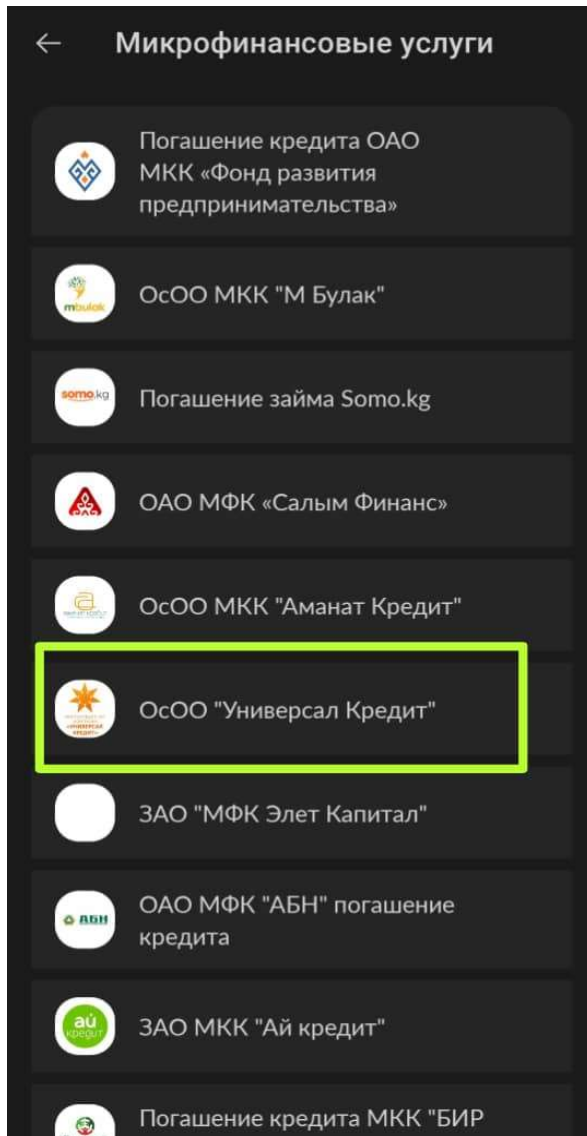 Микрофинансовые услуги
Погашение кредита ОАО
МКК «Фонд развития
предпринимательства»
mbulak
ОсОО МКК "М Булак"
somo.kg
Погашение займа Somo.kg
ОАО МФК «Салым Финанс»
ОсОО МКК "Аманат Кредит"
«УНИВЕРСАЛ
КРЕДИТ»
ОсОО "Универсал Кредит"
ЗАО "МФК Элет Капитал"
АБН
ОАО МФК "АБН" погашение
кредита
ай
кредит
ЗАО МКК "Ай кредит"
Погашение кредита МКК "БИР